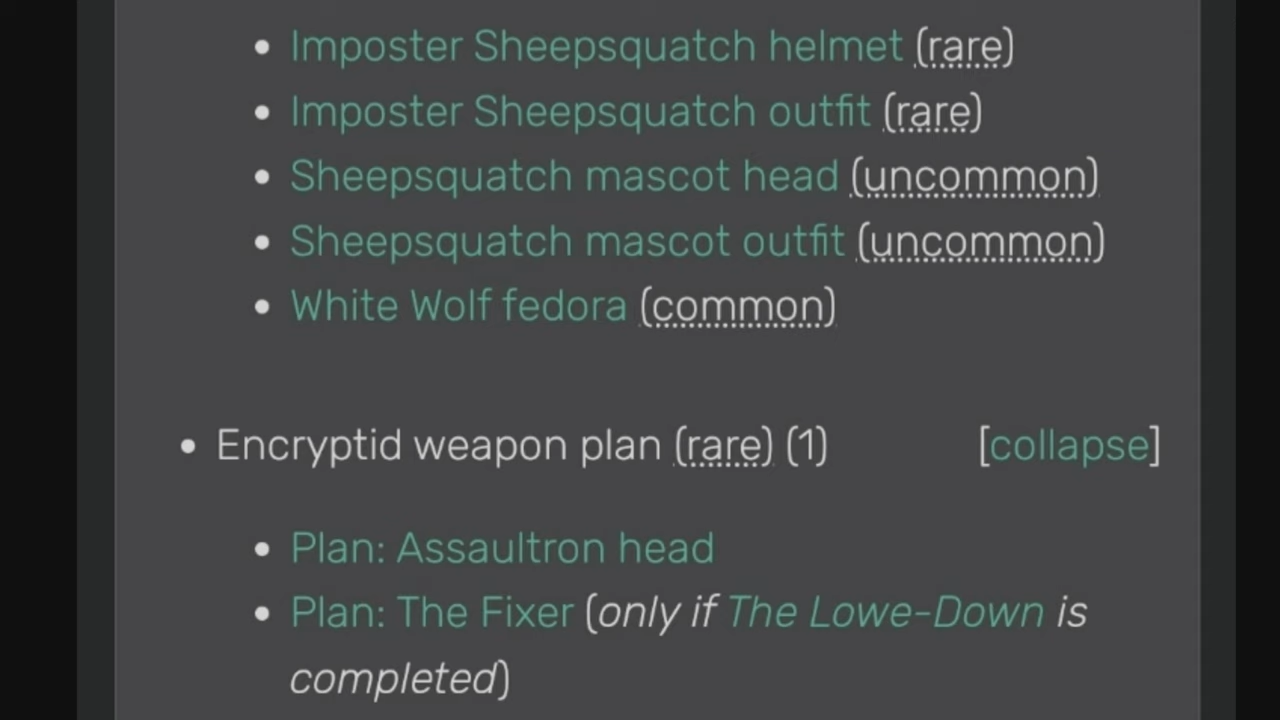 Imposter Sheepsquatch helmet (rare)
Imposter Sheepsquatch outfit (rare)
Sheepsquatch mascot head (uncommon)
Sheepsquatch mascot outfit (uncommon)
White Wolf fedora (common)
Encryptid weapon plan (rare) (1) [collapse]
Plan: Assaultron head
Plan: The Fixer (only if The Lowe-Down is
completed)